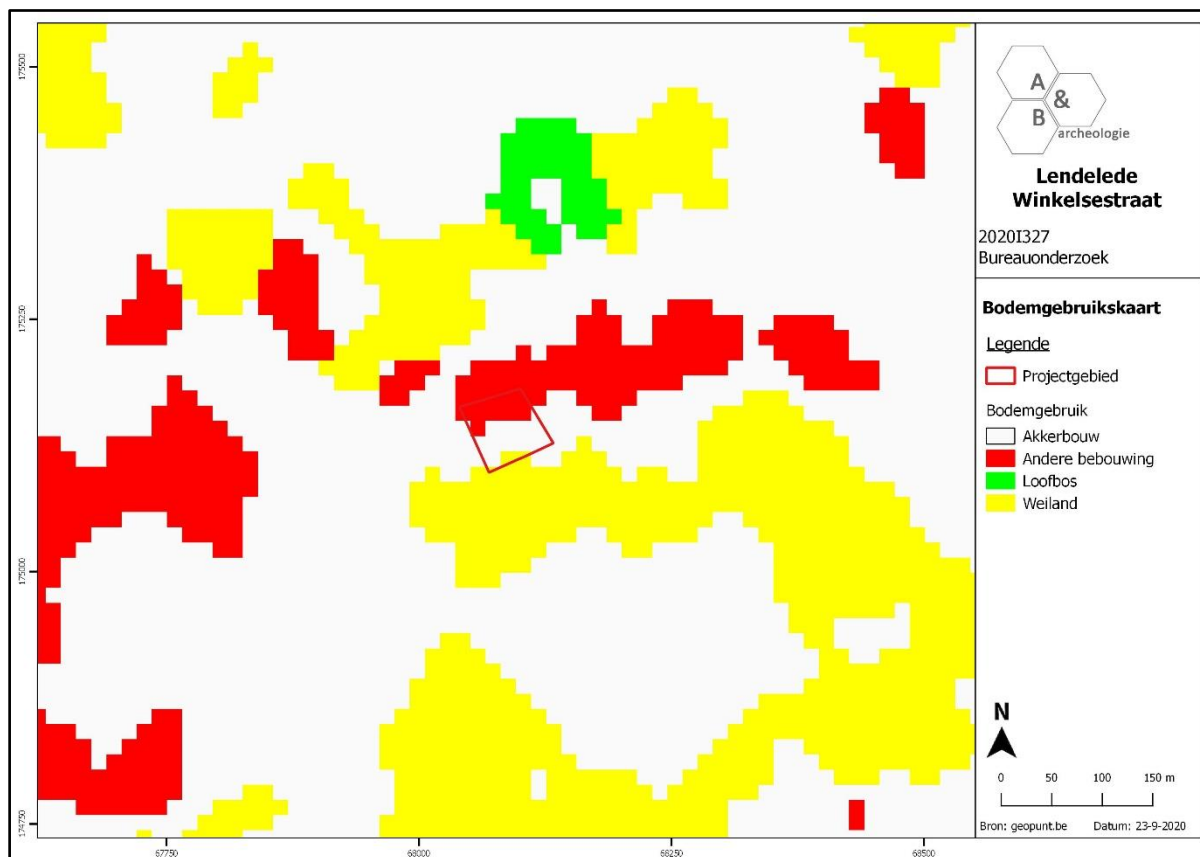 175500
175250
175000
174750
67750
68000
68250
68500
A
&
B
archeologie
Lendelede
Winkelsestraat
2020I327
Bureauonderzoek
Bodemgebruikskaart
Legende
Projectgebied
Bodemgebruik
Akkerbouw
Andere bebouwing
Loofbos
Weiland
N
0 50 100 150 m
Bron: geopunt.be Datum: 23-9-2020